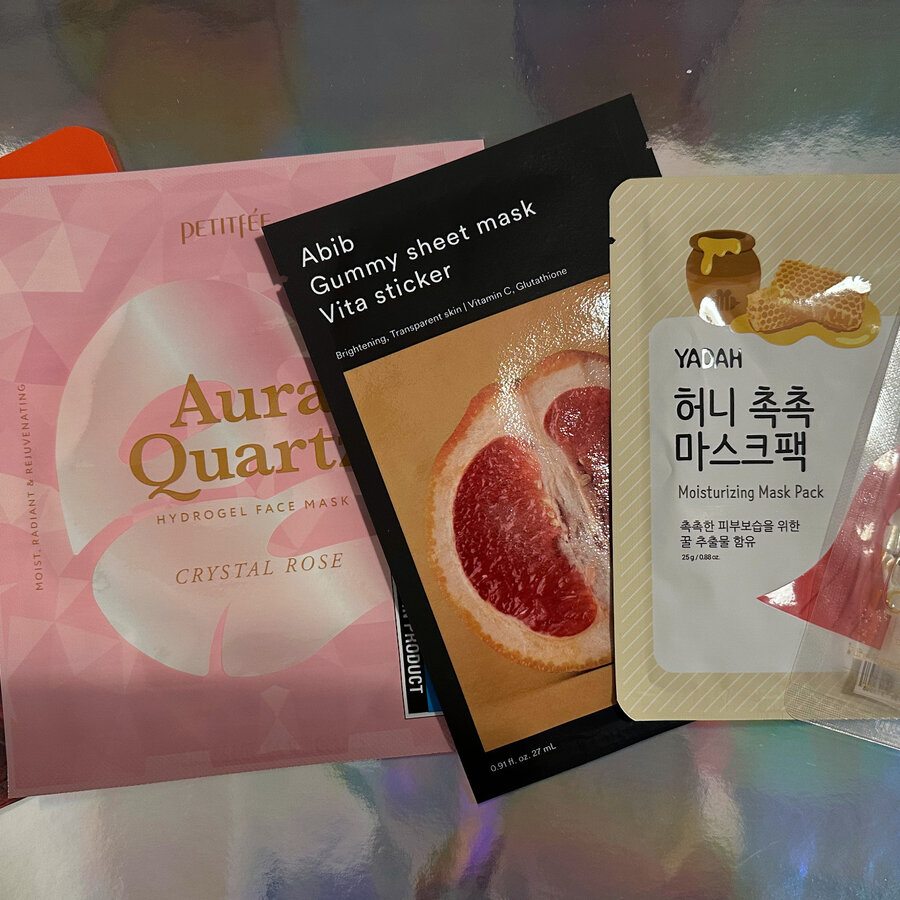 PETITFÉE
Aura
Quartz
HYDROGEL FACE MASK
CRYSTAL ROSE
MOIST, RADIANT & REJUVENATING
PRODUCT
Abib
Gummy sheet mask
Vita sticker
Brightening, Transparent skin | Vitamin C, Glutathione
0.91 fl. oz. 27 mL
YADAH
허니 촉촉
마스크팩
Moisturizing Mask Pack
촉촉한 피부보습을 위한
꿀 추출물 함유
25 g / 0.88 oz.